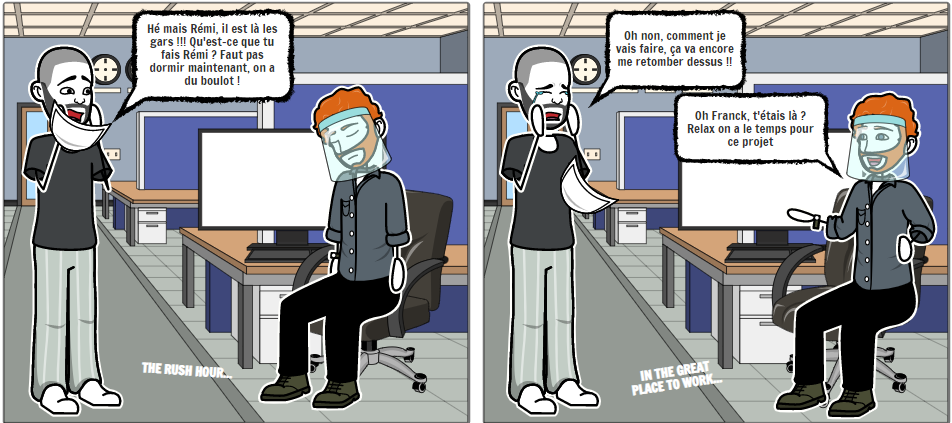 Hé mais Rémi, il est là les
gars !!! Qu'est-ce que tu
fais Rémi ? Faut pas
dormir maintenant, on a
du boulot !
THE RUSH HOUR...
Oh non, comment je
vais faire, ça va encore
me retomber dessus !!
Oh Franck, t'étais là ?
Relax on a le temps pour
ce projet
IN THE GREAT
PLACE TO WORK...